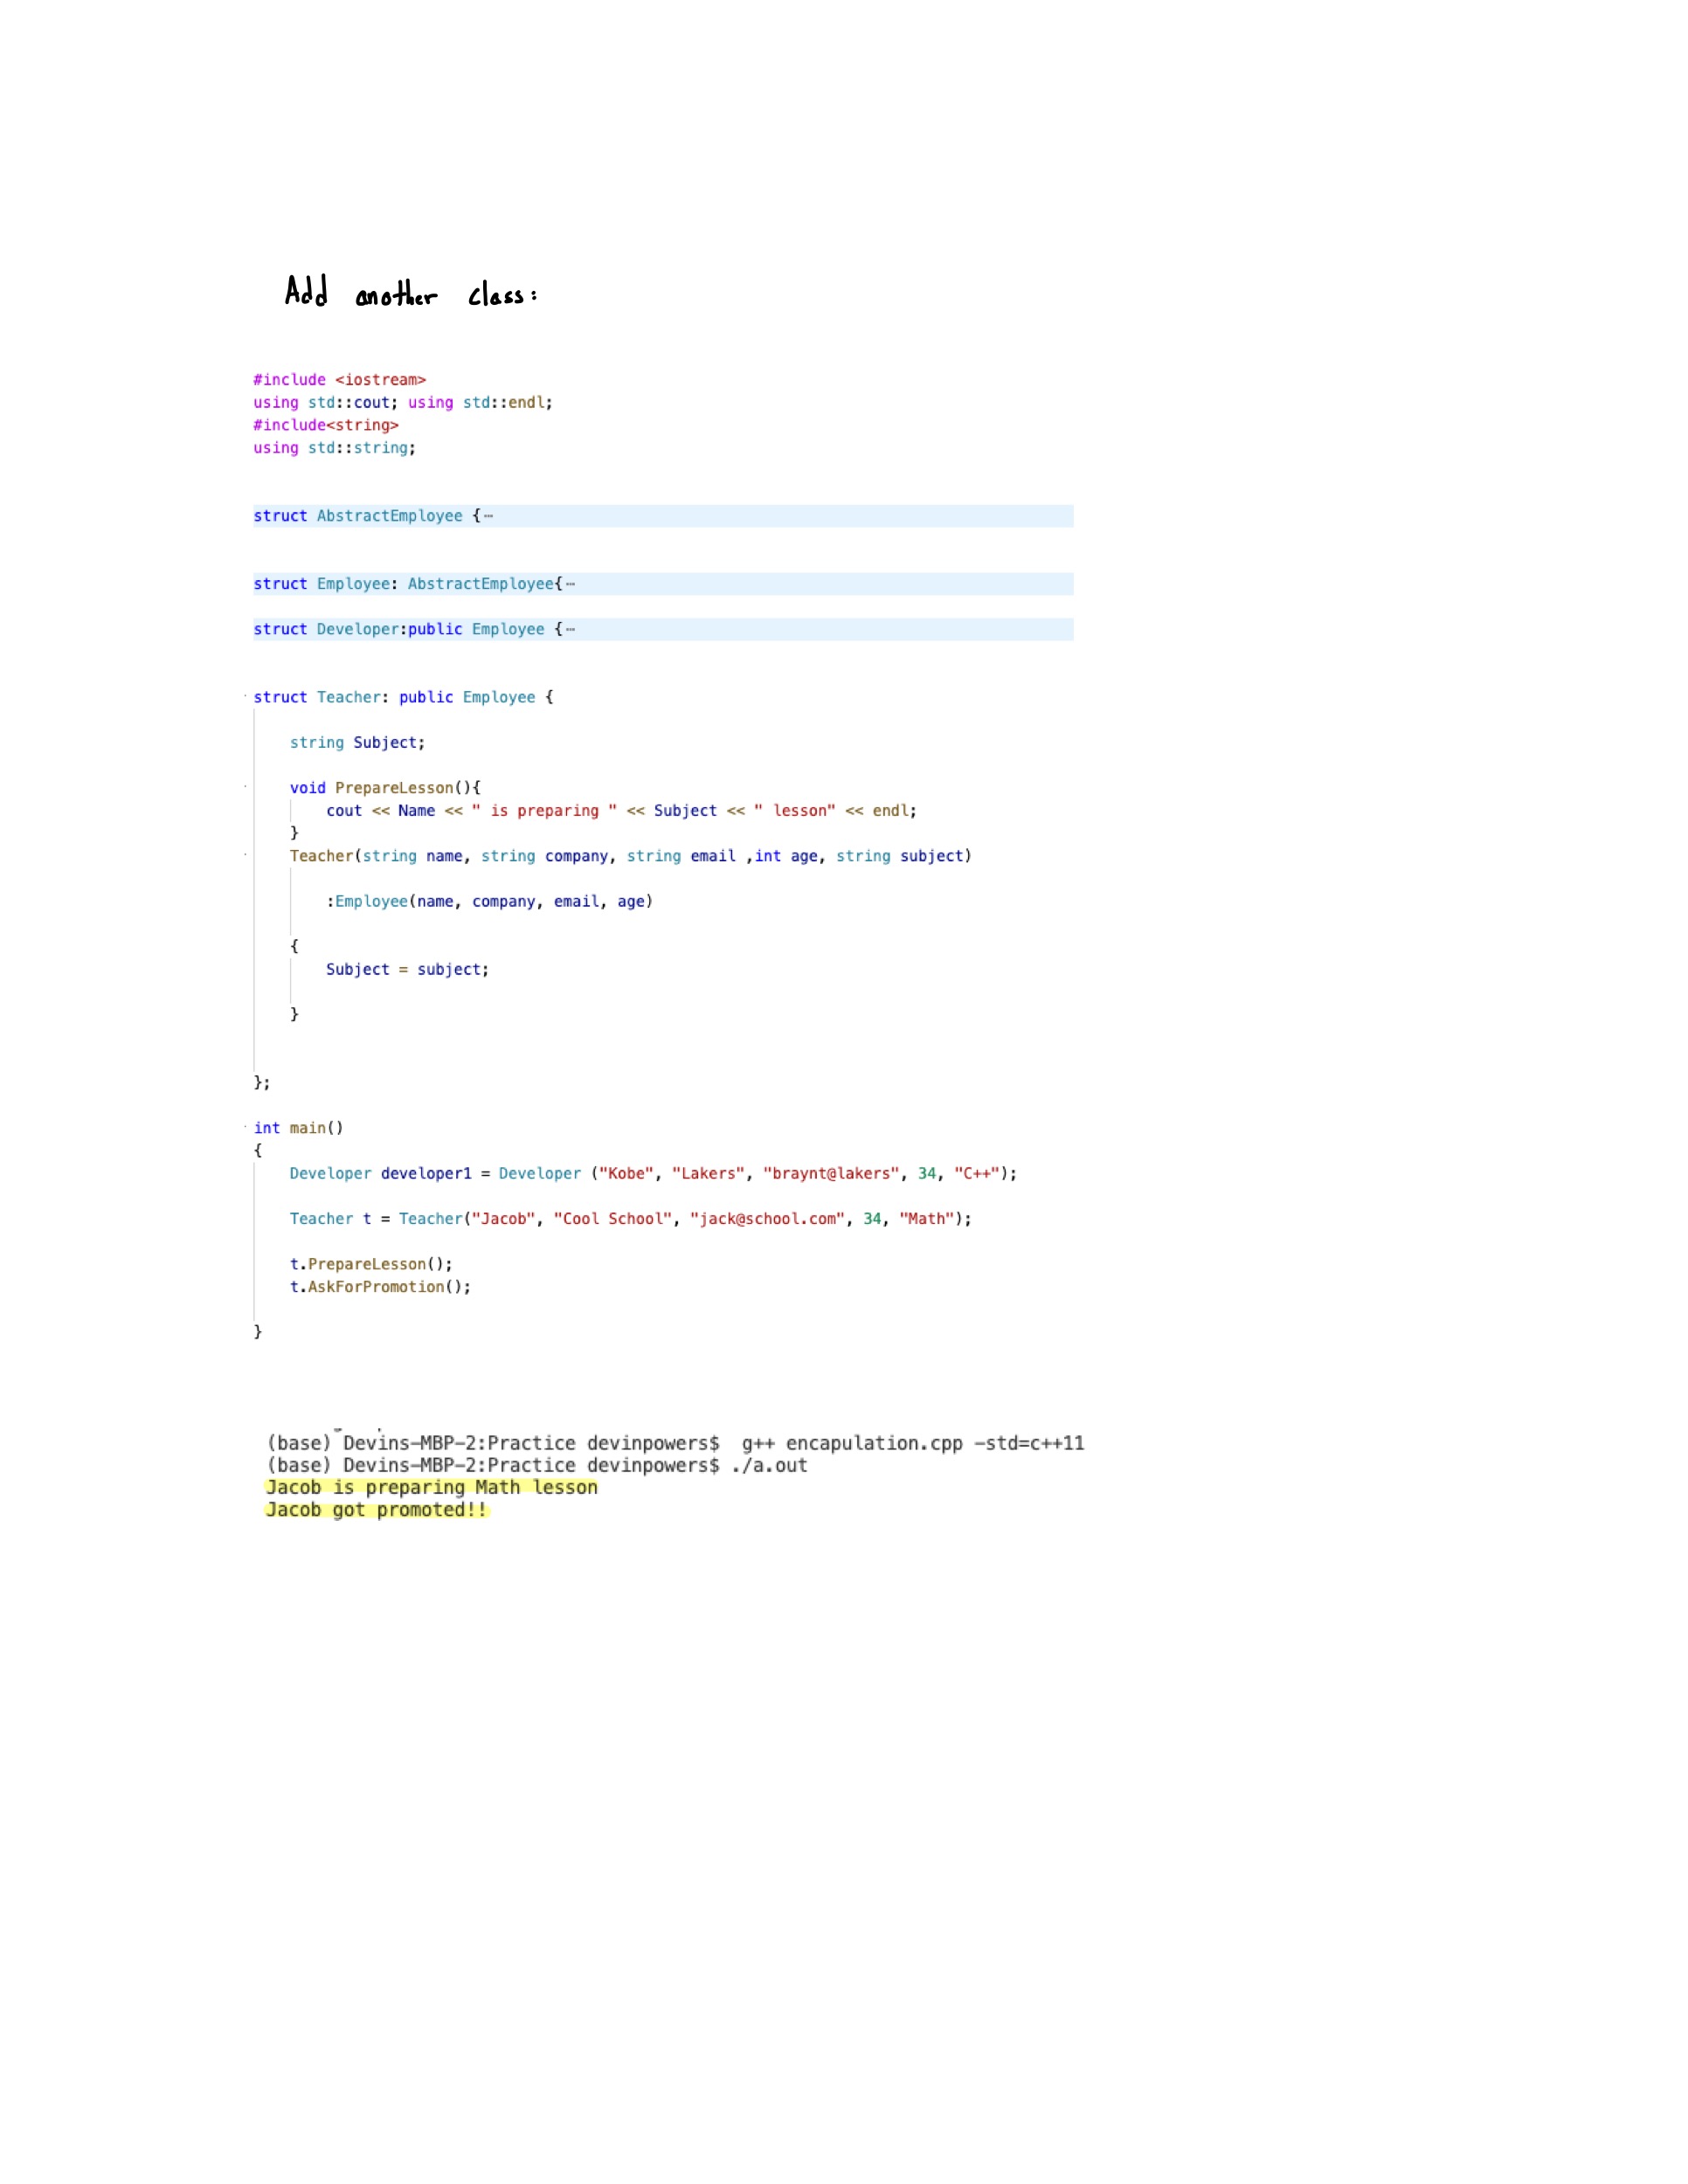 Add another class:
#include <iostream>
using std::cout; using std::endl;
#include<string>
using std::string;
struct AbstractEmployee {⋯
struct Employee: AbstractEmployee{⋯
struct Developer:public Employee {⋯
struct Teacher: public Employee {
string Subject;
void PrepareLesson(){
cout << Name << " is preparing " << Subject << " lesson" << endl;
}
Teacher(string name, string company, string email ,int age, string subject)
:Employee(name, company, email, age)
{
Subject = subject;
}
};
int main()
{
Developer developer1 = Developer ("Kobe", "Lakers", "braynt@lakers", 34, "C++");
Teacher t = Teacher("Jacob", "Cool School", "jack@school.com", 34, "Math");
t.PrepareLesson();
t.AskForPromotion();
}
(base) Devins-MBP-2:Practice devinpowers$  g++ encapulation.cpp -std=c++11
(base) Devins-MBP-2:Practice devinpowers$ ./a.out
Jacob is preparing Math lesson
Jacob got promoted!!